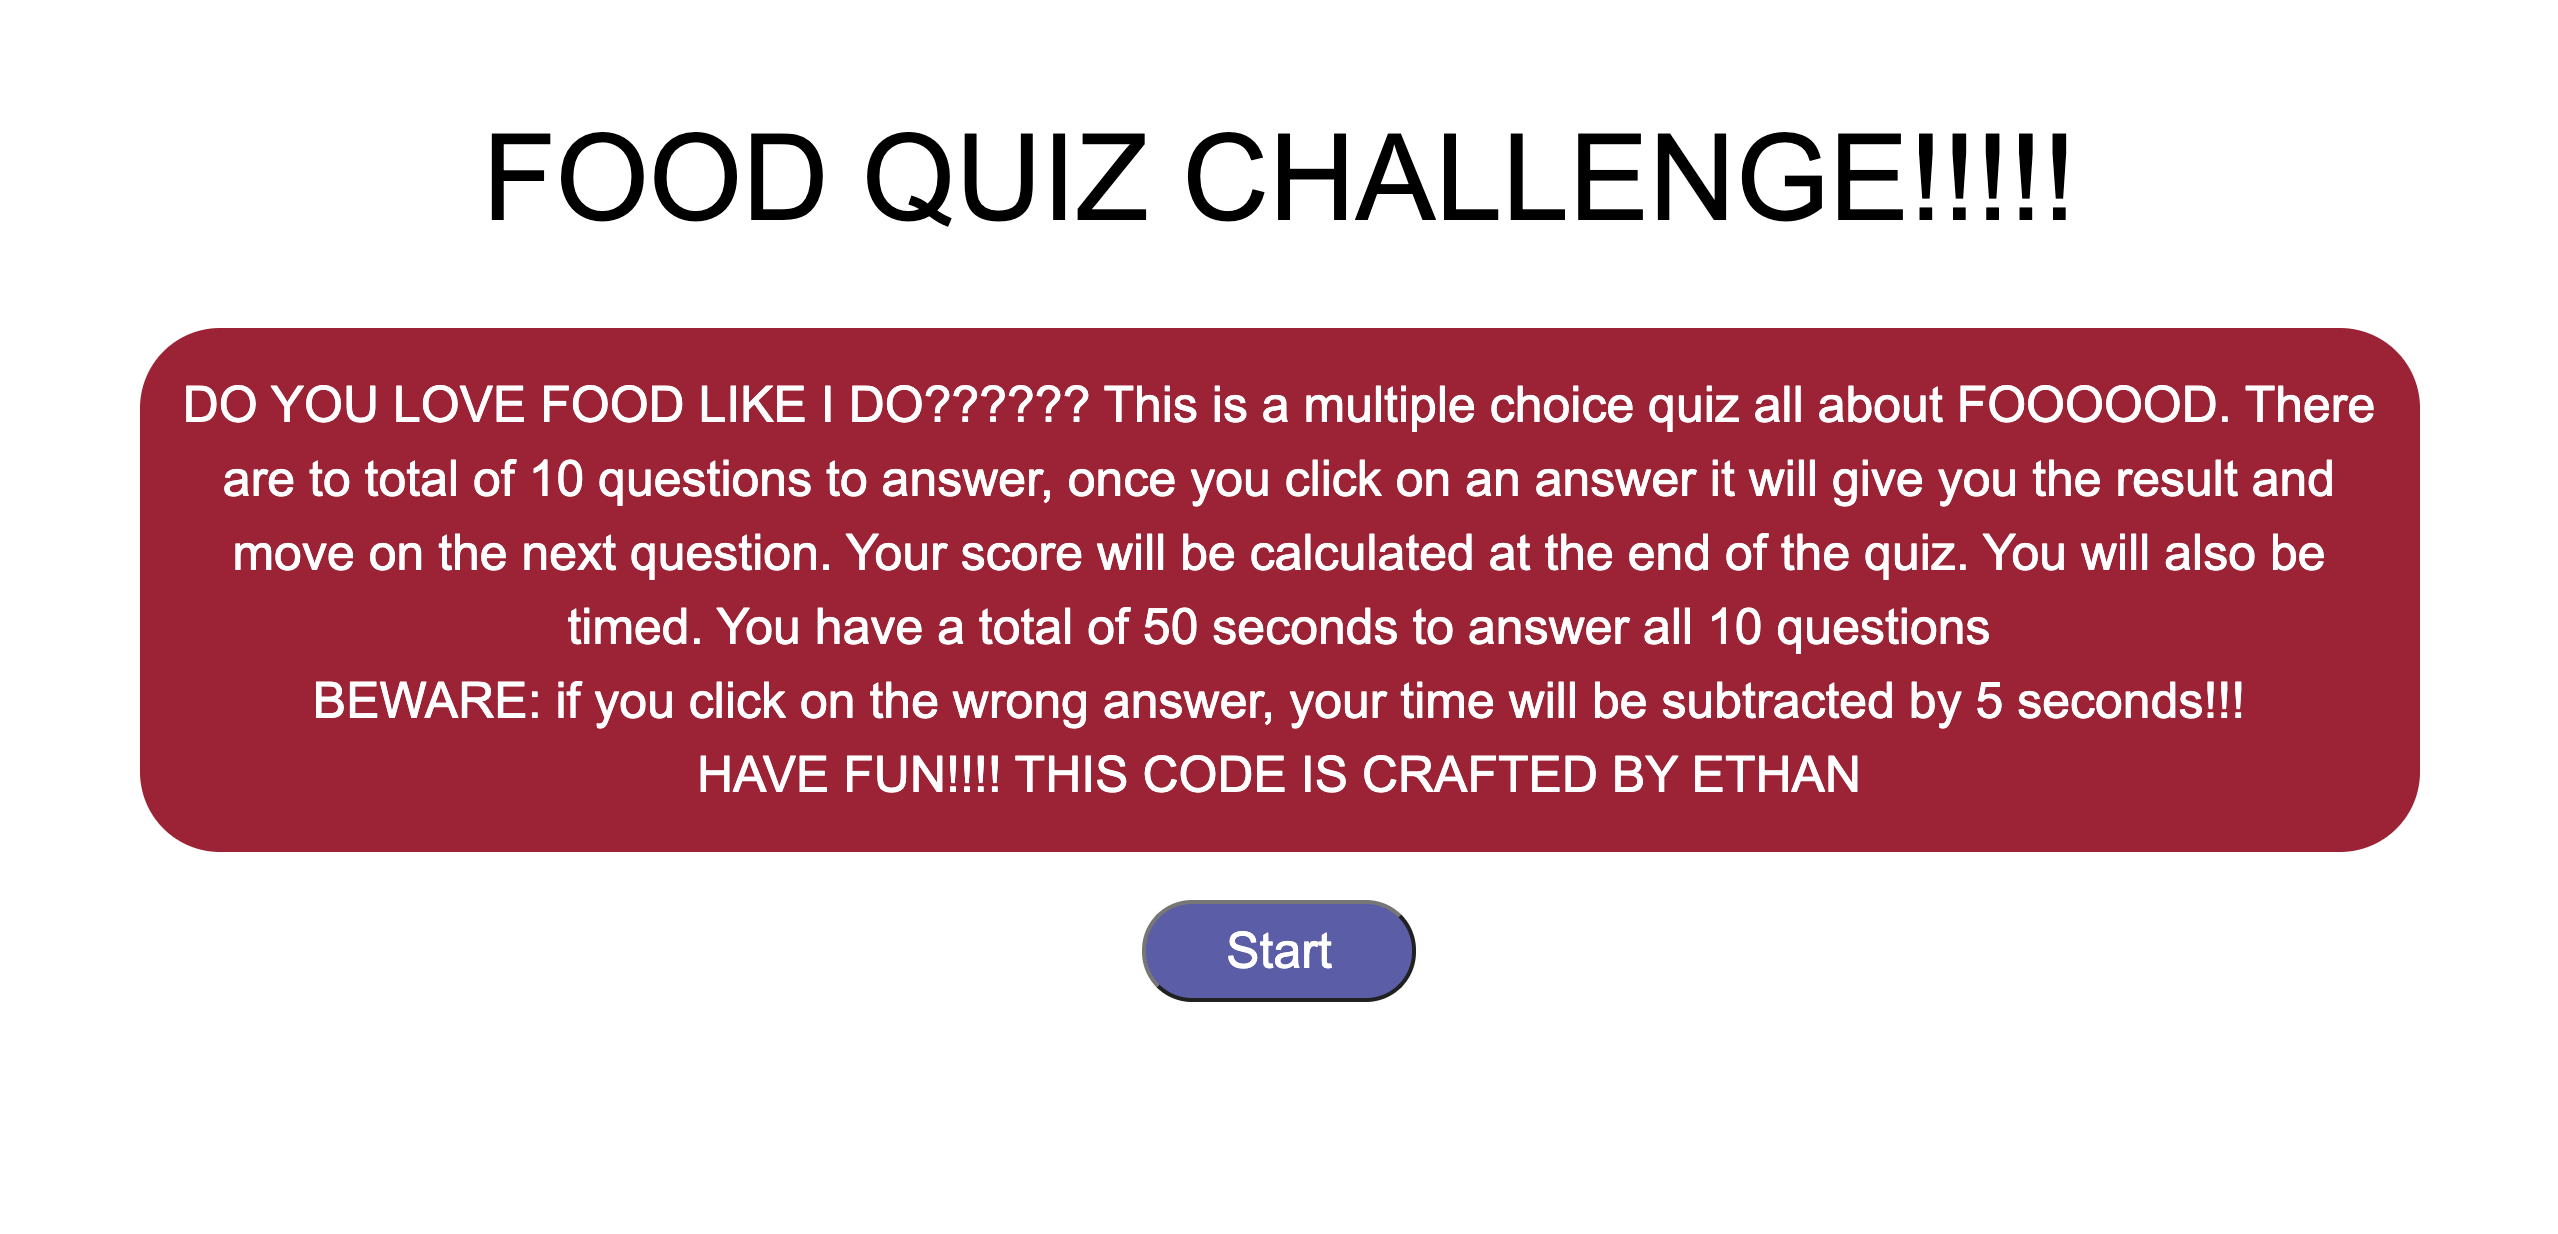 FOOD QUIZ CHALLENGE!!!!!
DO YOU LOVE FOOD LIKE I DO?????? This is a multiple choice quiz all about FOOOOOD. There
are to total of 10 questions to answer, once you click on an answer it will give you the result and
move on the next question. Your score will be calculated at the end of the quiz. You will also be
timed. You have a total of 50 seconds to answer all 10 questions
BEWARE: if you click on the wrong answer, your time will be subtracted by 5 seconds!!!
HAVE FUN!!!! THIS CODE IS CRAFTED BY ETHAN
Start